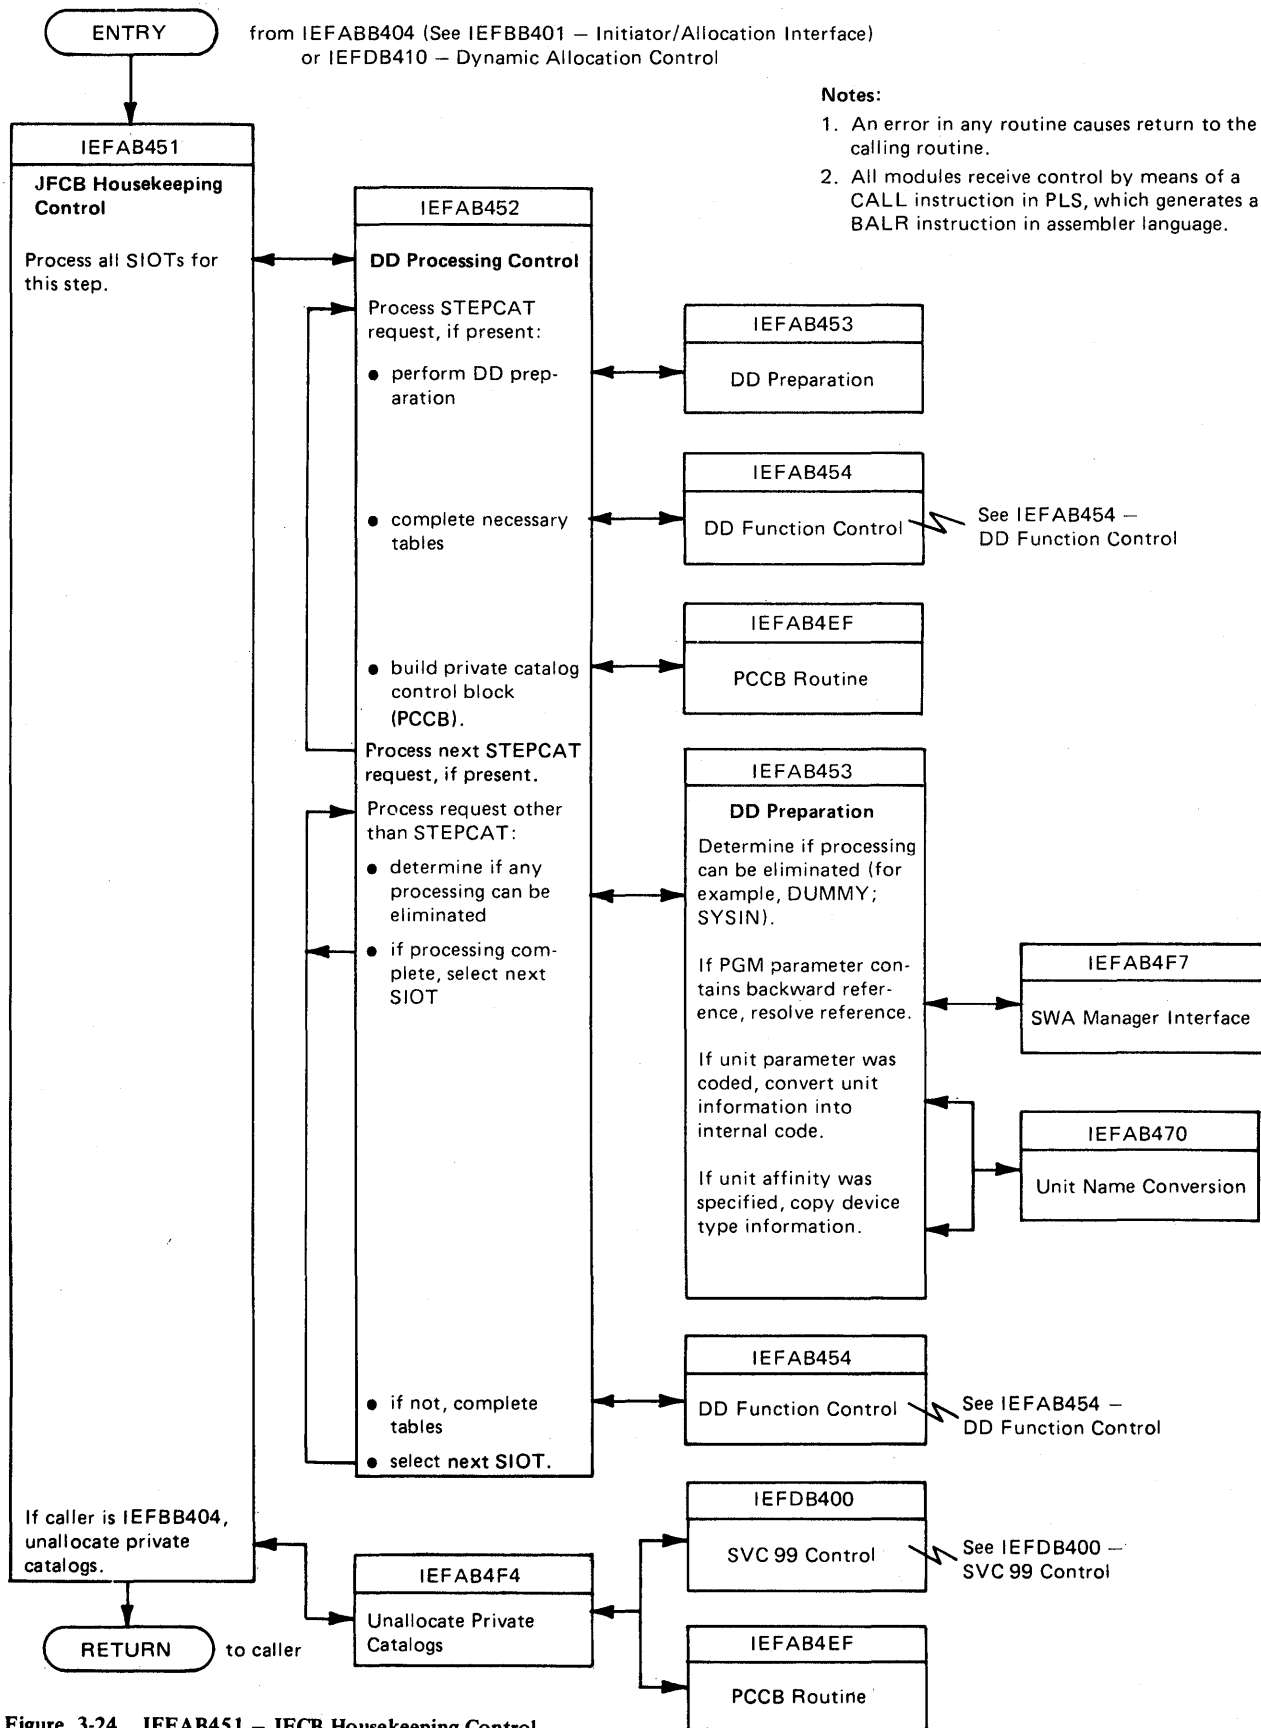 ENTRY
from IEFABB404 (See IEFBB401 — Initiator/Allocation Interface)
or IEFDB410 — Dynamic Allocation Control
Notes:
1. An error in any routine causes return to the
calling routine.
2. All modules receive control by means of a
CALL instruction in PLS, which generates a
BALR instruction in assembler language.
IEFAB451
JFCB Housekeeping
Control
Process all SIOTs for
this step.
IEFAB452
DD Processing Control
Process STEPCAT
request, if present:
• perform DD prep-
aration
IEFAB453
DD Preparation
• complete necessary
tables
IEFAB454
DD Function Control
See IEFAB454 —
DD Function Control
• build private catalog
control block
(PCCB).
IEFAB4EF
PCCB Routine
Process next STEPCAT
request, if present.
Process request other
than STEPCAT:
• determine if any
processing can be
eliminated
• if processing com-
plete, select next
SIOT
IEFAB453
DD Preparation
Determine if processing
can be eliminated (for
example, DUMMY;
SYSIN).
If PGM parameter con-
tains backward refer-
ence, resolve reference.
If unit parameter was
coded, convert unit
information into
internal code.
If unit affinity was
specified, copy device
type information.
IEFAB4F7
SWA Manager Interface
IEFAB470
Unit Name Conversion
• if not, complete
tables
• select next SIOT.
IEFAB454
DD Function Control
See IEFAB454 —
DD Function Control
If caller is IEFBB404,
unallocate private
catalogs.
IEFAB4F4
Unallocate Private
Catalogs
IEFDB400
SVC 99 Control
See IEFDB400 —
SVC 99 Control
IEFAB4EF
PCCB Routine
RETURN
to caller
Figure 3-24. IEFAB451 — JFCB Housekeeping Control